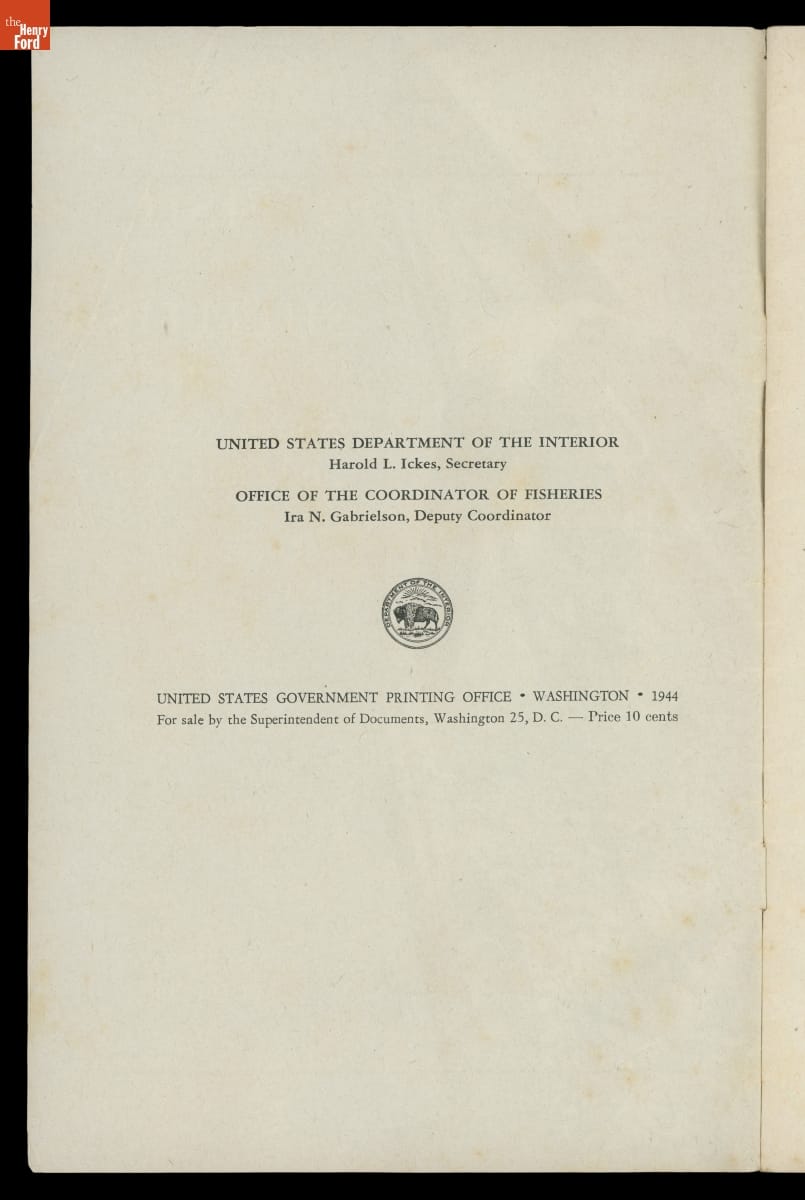 the
Henry
Ford
UNITED STATES DEPARTMENT OF THE INTERIOR
Harold L. Ickes, Secretary
OFFICE OF THE COORDINATOR OF FISHERIES
Ira N. Gabrielson, Deputy Coordinator
DEPARTMENT OF THE INTERIOR
UNITED STATES GOVERNMENT PRINTING OFFICE • WASHINGTON • 1944
For sale by the Superintendent of Documents, Washington 25, D. C. — Price 10 cents